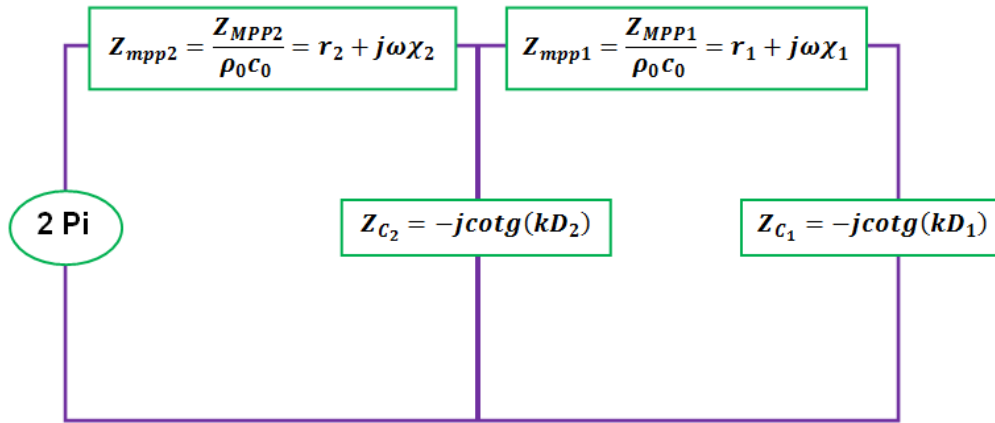 Z_mpp2 = Z_MPP2 / ρ₀c₀ = r₂ + jωχ₂
Z_mpp1 = Z_MPP1 / ρ₀c₀ = r₁ + jωχ₁
2 Pi
Z_C₂ = −jcotg(kD₂)
Z_C₁ = −jcotg(kD₁)